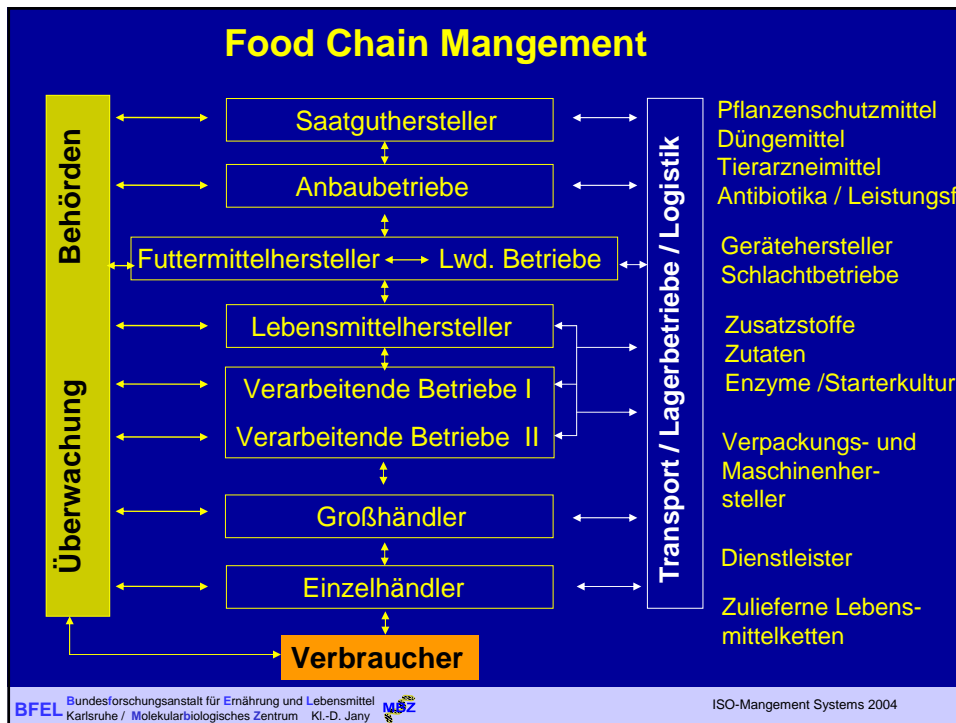 Food Chain Mangement
Überwachung Behörden
Saatguthersteller
Anbaubetriebe
Futtermittelhersteller Lwd. Betriebe
Lebensmittelhersteller
Verarbeitende Betriebe I
Verarbeitende Betriebe II
Großhändler
Einzelhändler
Verbraucher
Transport / Lagerbetriebe / Logistik
Pflanzenschutzmittel
Düngemittel
Tierarzneimittel
Antibiotika / Leistungsf
Gerätehersteller
Schlachtbetriebe
Zusatzstoffe
Zutaten
Enzyme /Starterkultur
Verpackungs- und
Maschinenher-
steller
Dienstleister
Zulieferne Lebens-
mittelketten
BFEL Bundesforschungsanstalt für Ernährung und Lebensmittel
Karlsruhe / Molekularbiologisches Zentrum Kl.-D. Jany
MBZ
ISO-Mangement Systems 2004